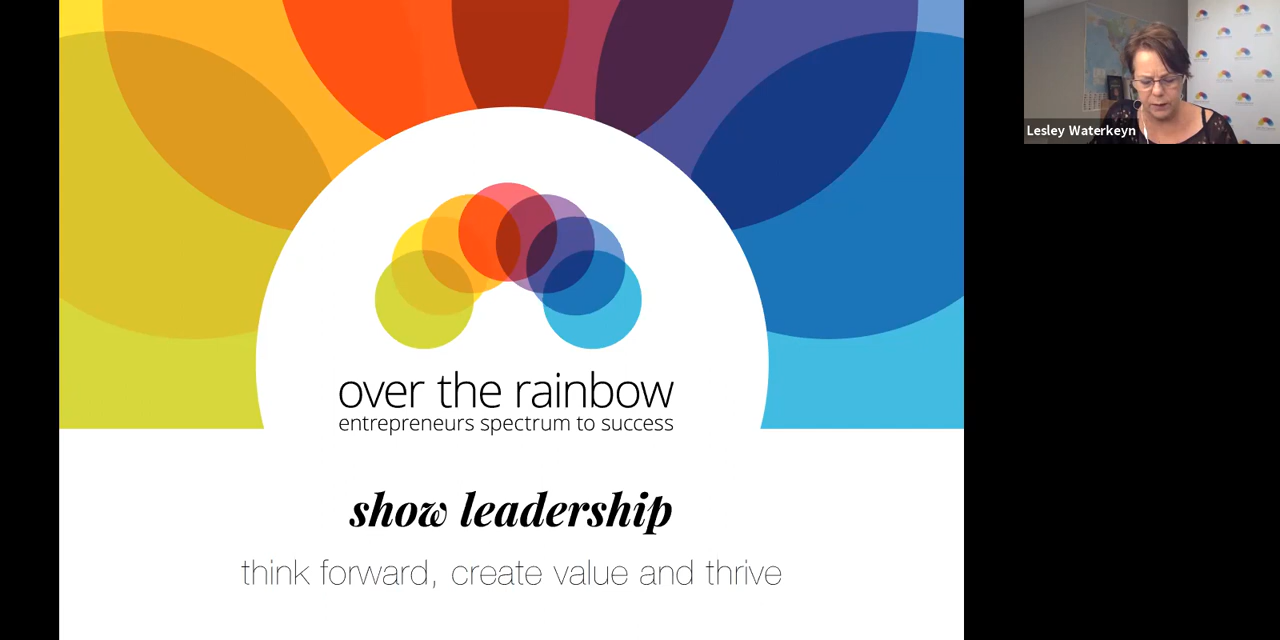 over the rainbow
entrepreneurs spectrum to success
show leadership
think forward, create value and thrive
Lesley Waterkeyn